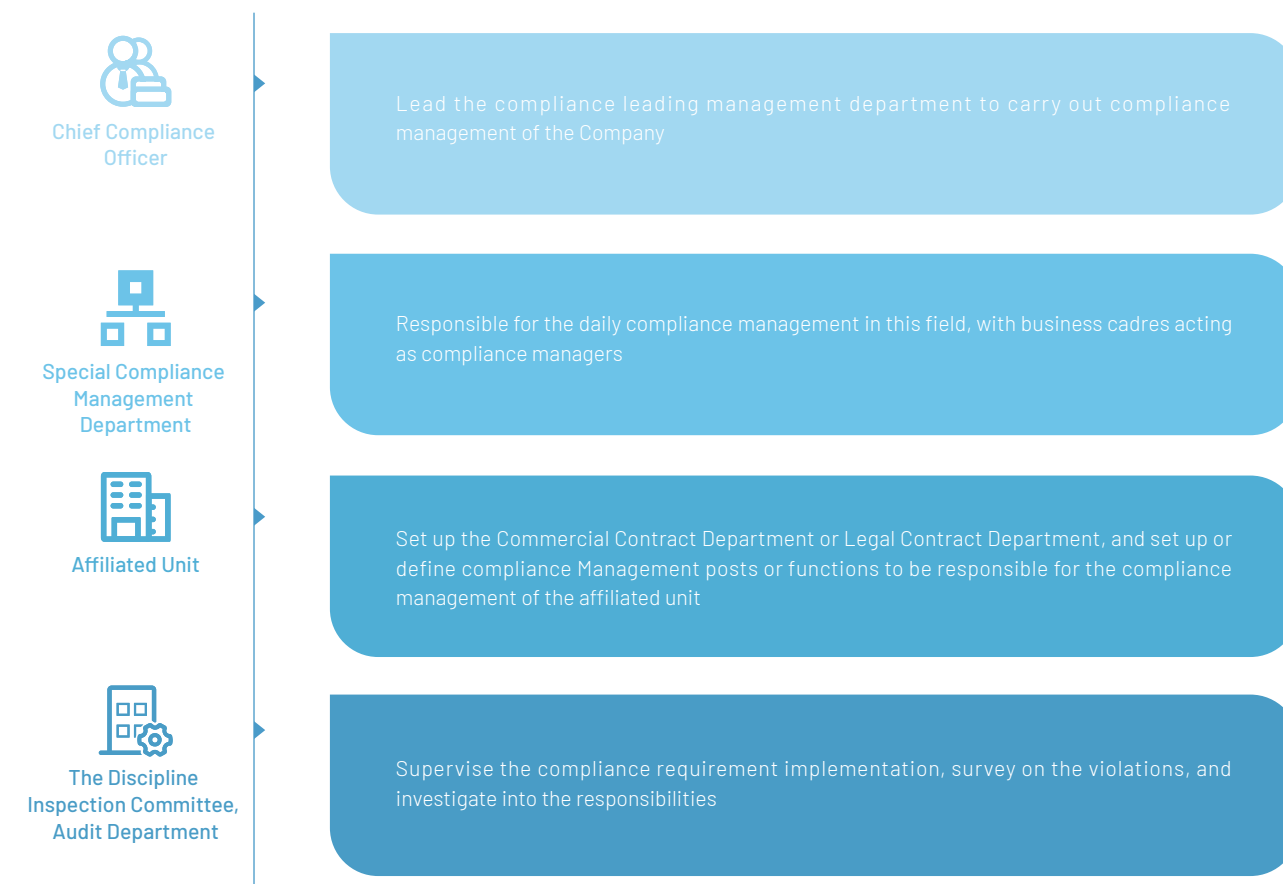 Chief Compliance
Officer
Lead the compliance leading management department to carry out compliance
management of the Company
Special Compliance
Management
Department
Responsible for the daily compliance management in this field, with business cadres acting
as compliance managers
Affiliated Unit
Set up the Commercial Contract Department or Legal Contract Department, and set up or
define compliance Management posts or functions to be responsible for the compliance
management of the affiliated unit
The Discipline
Inspection Committee,
Audit Department
Supervise the compliance requirement implementation, survey on the violations, and
investigate into the responsibilities